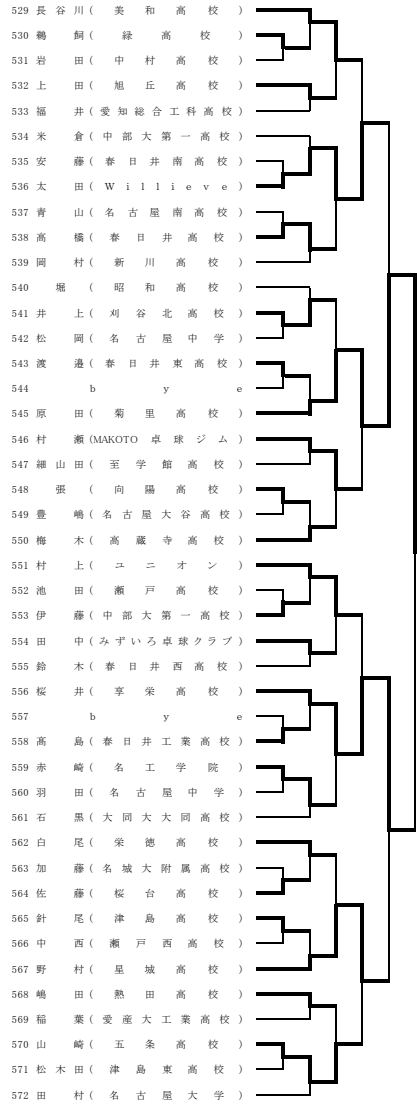 529 長谷川 (美和高校)
530 鵜飼 (緑高校)
531 岩田 (中村高校)
532 上田 (旭丘高校)
533 福井 (愛知総合工科高校)
534 米倉 (中部大第一高校)
535 安藤 (春日井南高校)
536 太田 (Willieve)
537 青山 (名古屋南高校)
538 高橋 (春日井高校)
539 岡村 (新川高校)
540 堀 (昭和高校)
541 井上 (刈谷北高校)
542 松岡 (名古屋中学)
543 渡邉 (春日井東高校)
544 bye
545 原田 (菊里高校)
546 村瀬 (MAKOTO卓球ジム)
547 細山田 (至学館高校)
548 張 (向陽高校)
549 豊嶋 (名古屋大谷高校)
550 梅木 (高蔵寺高校)
551 村上 (ユニオン)
552 池田 (瀬戸高校)
553 伊藤 (中部大第一高校)
554 田中 (みずいろ卓球クラブ)
555 鈴木 (春日井西高校)
556 桜井 (享栄高校)
557 bye
558 髙島 (春日井工業高校)
559 赤崎 (名工学院)
560 羽田 (名古屋中学)
561 石黒 (大同大大同高校)
562 白尾 (栄徳高校)
563 加藤 (名城大附属高校)
564 佐藤 (桜台高校)
565 針尾 (津島高校)
566 中西 (瀬戸西高校)
567 野村 (星城高校)
568 嶋田 (熱田高校)
569 稲葉 (愛産大工業高校)
570 山崎 (五条高校)
571 松木田 (津島東高校)
572 田村 (名古屋大学)